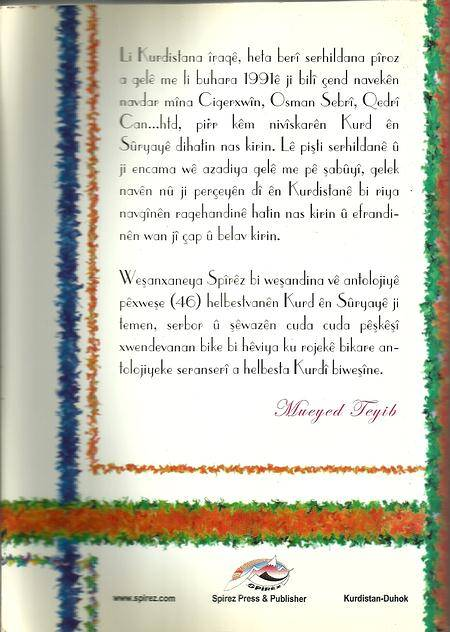 Li Kurdistana îraqê, heta berî serhildana pîroz
a gelê me li buhara 1991ê ji bilî çend navekên
navdar mîna Cigerxwîn, Osman Sebrî, Qedrî
Can...htd, pirr kêm nivîskarên Kurd ên
Sûryayê dihatin nas kirin. Lê piştî serhildanê û
ji encama wê azadiya gelê me pê şabûyî, gelek
navên nû ji perçeyên dî ên Kurdistanê bi riya
navgînên ragehandinê hatin nas kirin û efrandi-
nên wan jî çap û belav kirin.
Weşanxaneya Spîrêz bi weşandina vê antolojiyê
pêxweşe (46) helbestvanên Kurd ên Sûryayê ji
temen, serbor û şêwazên cuda cuda pêşkêşî
xwendevanan bike bi hêviya ku rojekê bikare an-
tolojiyeke seranserî a helbesta Kurdî biweşîne.
Mueyed Teyib
SPIREZ
www.spirez.com Spirez Press & Publisher Kurdistan-Duhok